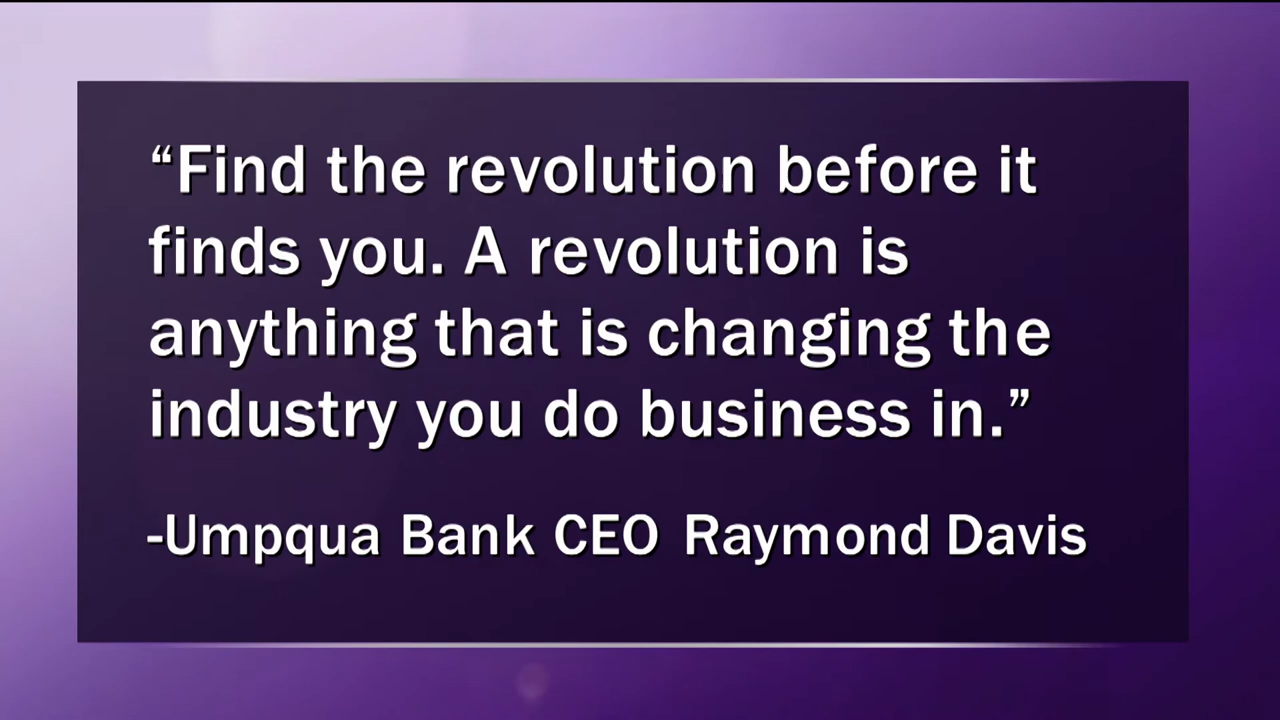 “Find the revolution before it
finds you. A revolution is
anything that is changing the
industry you do business in.”
-Umpqua Bank CEO Raymond Davis